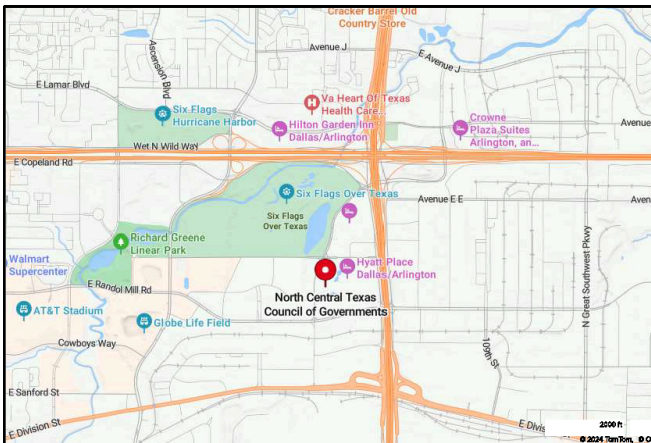 Cracker Barrel Old
Country Store
Avenue J
E Avenue J
Ascension Blvd
E Lamar Blvd
Va Heart Of Texas
Health Care...
Six Flags
Hurricane Harbor
Hilton Garden Inn
Dallas/Arlington
Crowne
Plaza Suites
Arlington, an...
Avenue
Wet N Wild Way
E Copeland Rd
Six Flags Over Texas
Six Flags
Over Texas
Avenue E E
Aven
Richard Greene
Linear Park
Walmart
Supercenter
Hyatt Place
Dallas/Arlington
E Randol Mill Rd
North Central Texas
Council of Governments
AT&T Stadium
Globe Life Field
Cowboys Way
109th St
N Great Southwest Pkwy
E Sanford St
E Division St
E Divis
2000 ft
© 2024 TomTom, © O